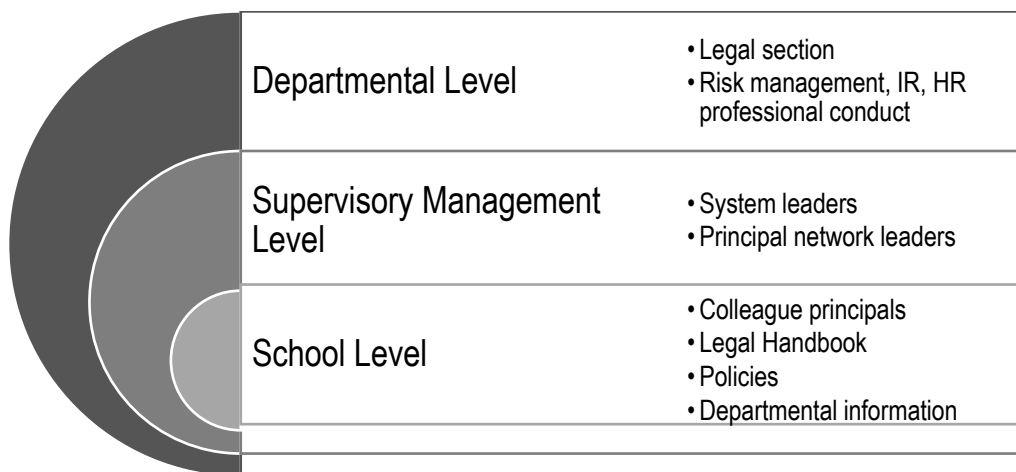 Departmental Level
• Legal section
• Risk management, IR, HR
professional conduct
Supervisory Management
Level
• System leaders
• Principal network leaders
School Level
• Colleague principals
• Legal Handbook
• Policies
• Departmental information